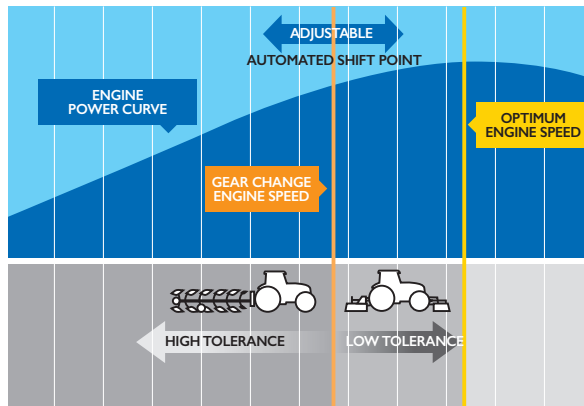 ADJUSTABLE
AUTOMATED SHIFT POINT
ENGINE
POWER CURVE
OPTIMUM
ENGINE SPEED
GEAR CHANGE
ENGINE SPEED
HIGH TOLERANCE
LOW TOLERANCE